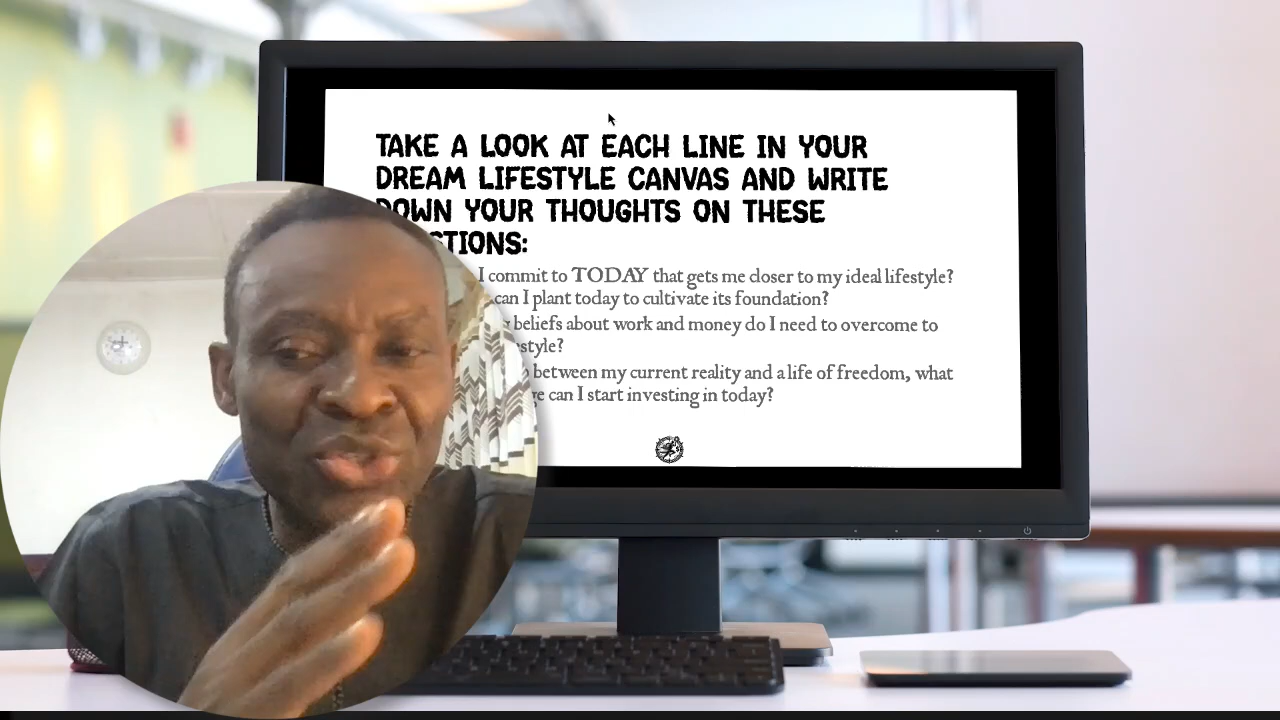 TAKE A LOOK AT EACH LINE IN YOUR
DREAM LIFESTYLE CANVAS AND WRITE
DOWN YOUR THOUGHTS ON THESE
STIONS:
I commit to TODAY that gets me closer to my ideal lifestyle?
can I plant today to cultivate its foundation?
beliefs about work and money do I need to overcome to
style?
between my current reality and a life of freedom, what
can I start investing in today?